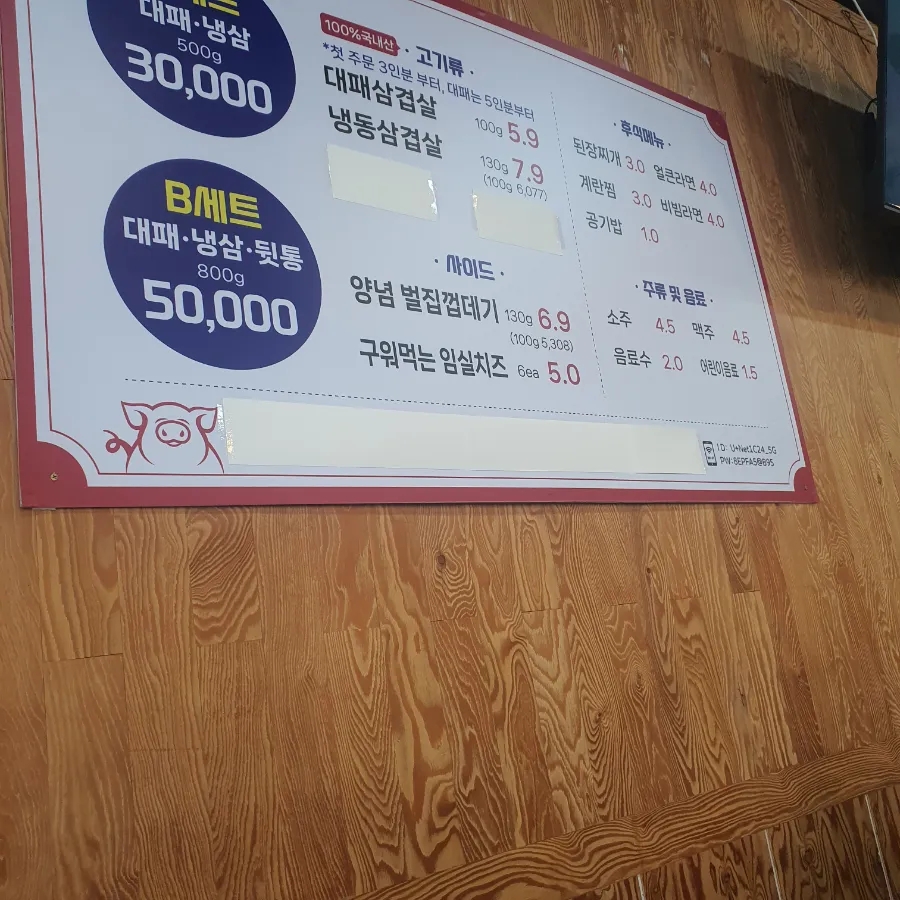 대패·냉삼
500g
30,000
B세트
대패·냉삼·뒷통
800g
50,000
100%국내산
·고기류·
*첫 주문 3인분 부터, 대패는 5인분부터
대패삼겹살 100g 5.9
냉동삼겹살 130g 7.9
(100g 6,077)
·사이드·
양념 벌집껍데기 130g 6.9
(100g 5,308)
구워먹는 임실치즈 6ea 5.0
·후식메뉴·
된장찌개 3.0 얼큰라면 4.0
계란찜 3.0 비빔라면 4.0
공기밥 1.0
·주류 및 음료·
소주 4.5 맥주 4.5
음료수 2.0 어린이음료 1.5
ID: U+Net1C24_5G